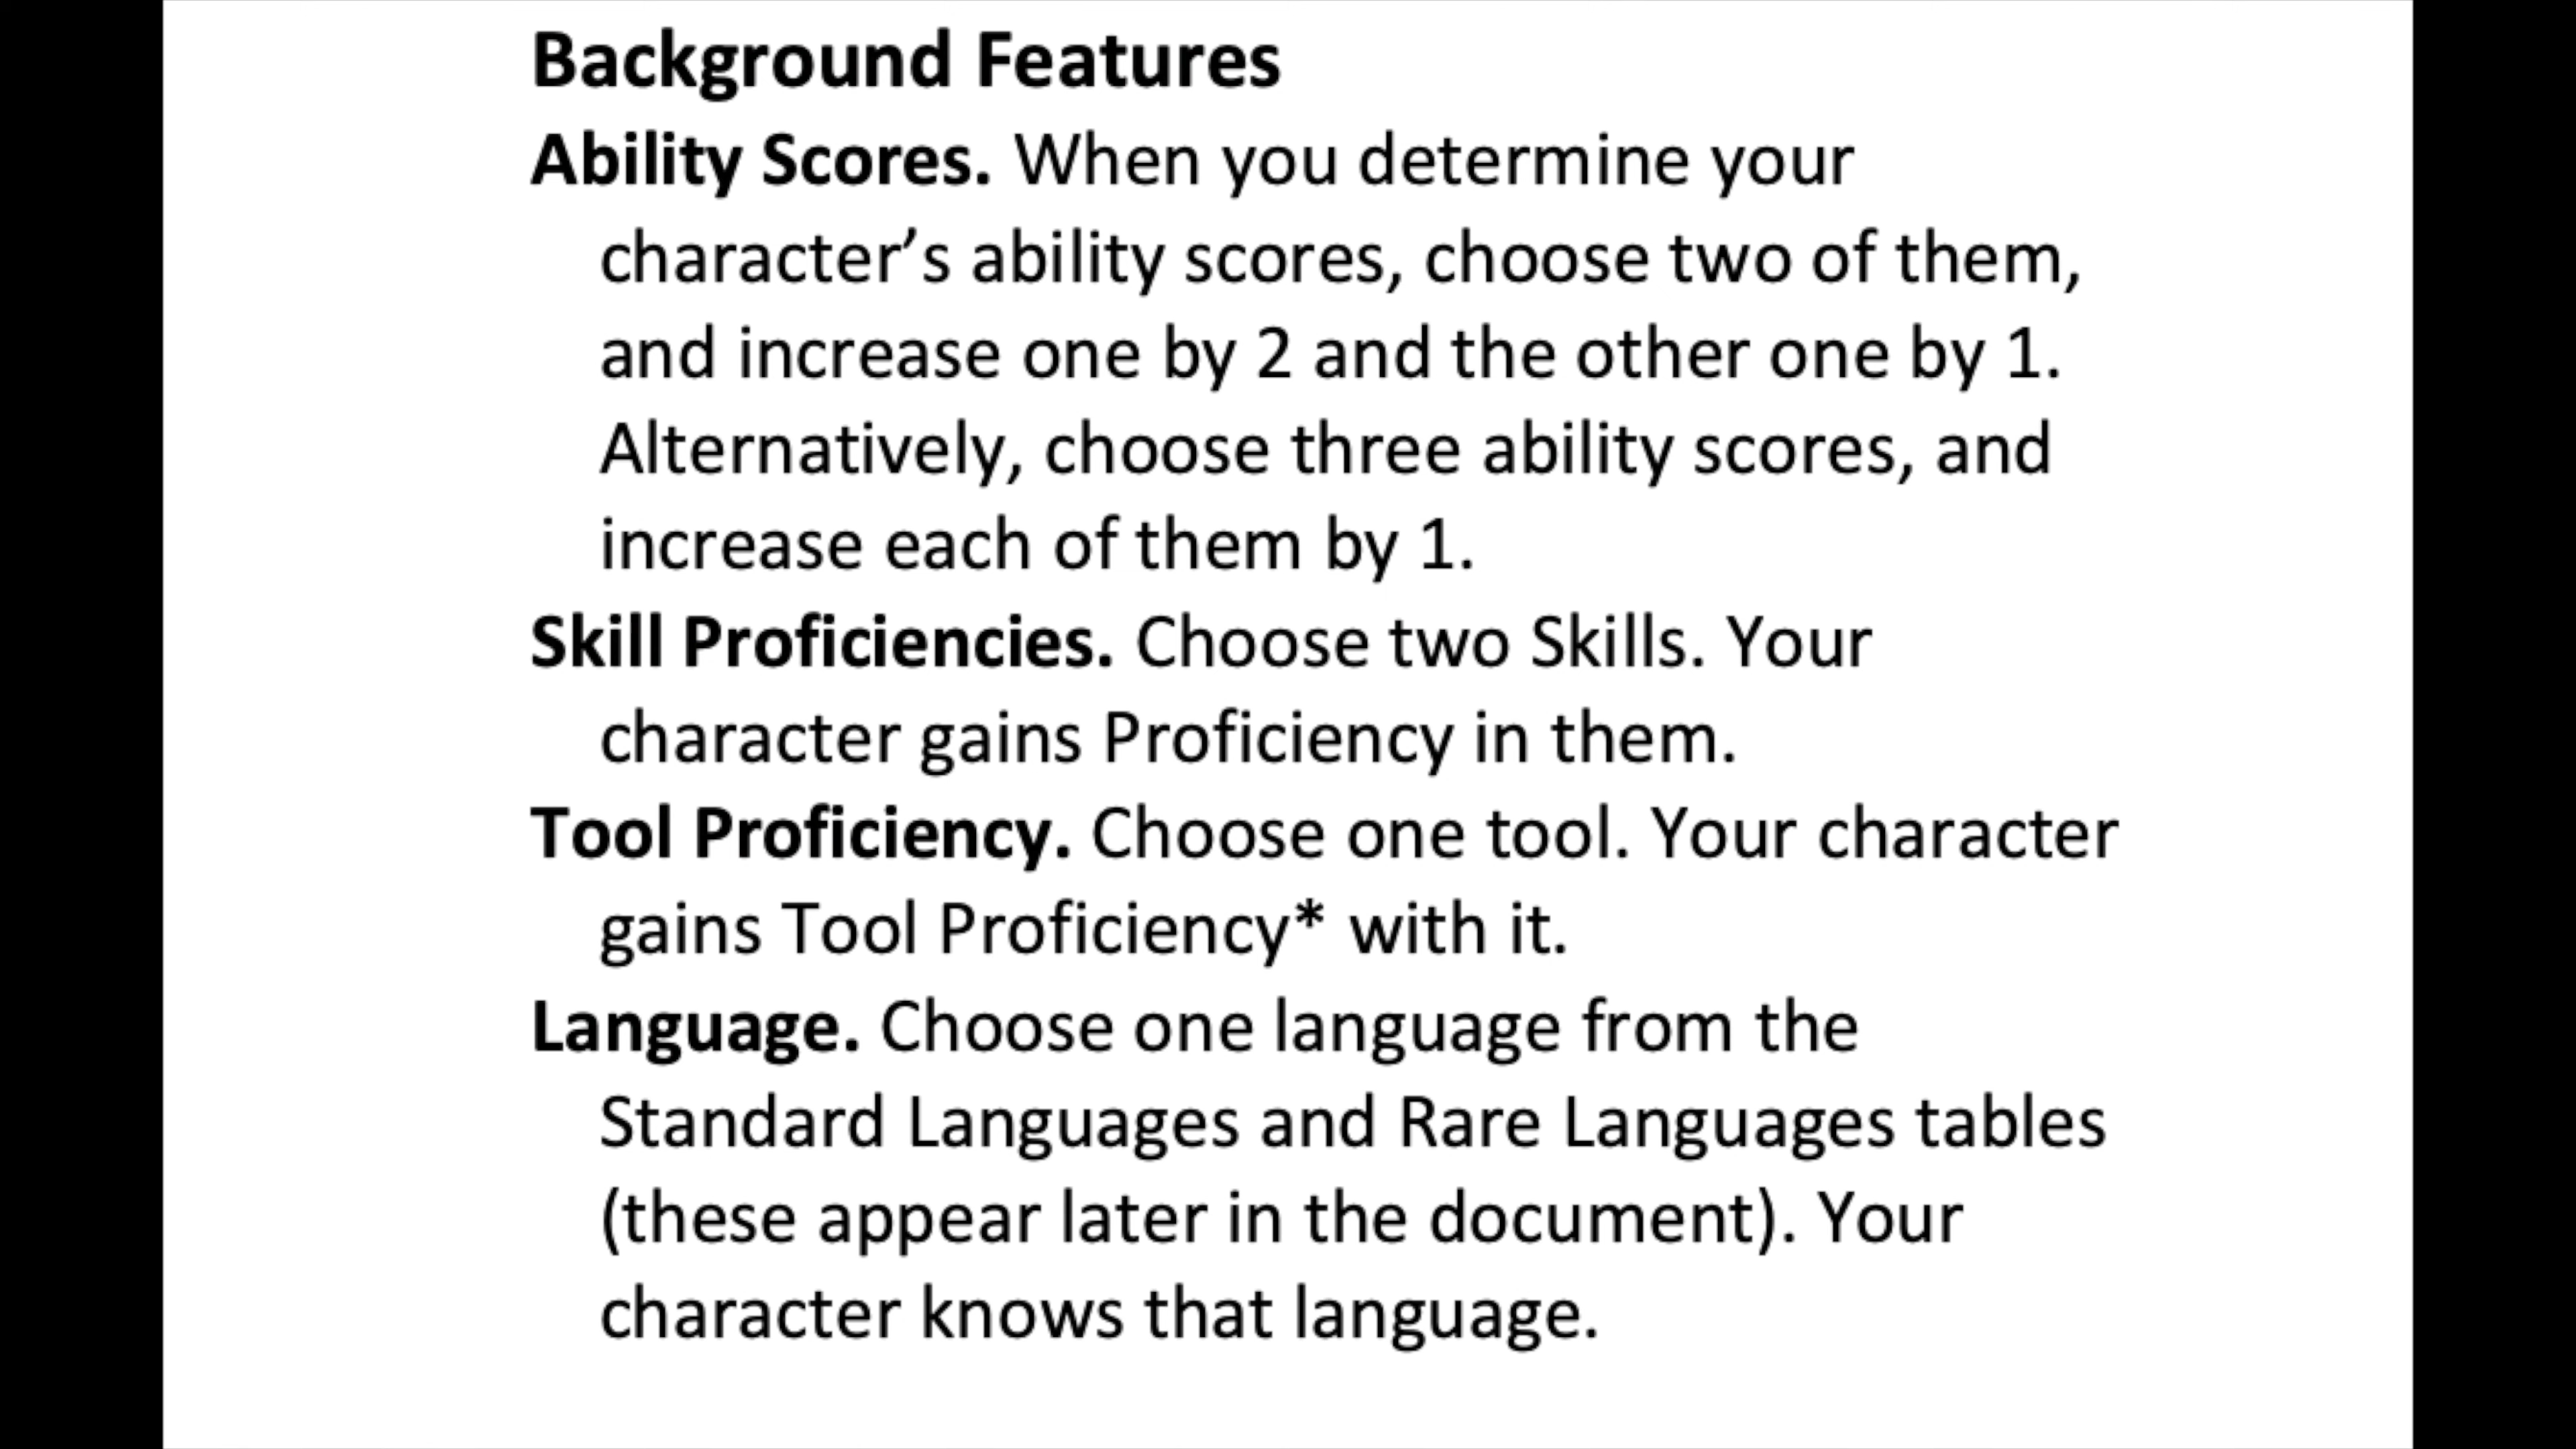 Background Features
Ability Scores. When you determine your
character’s ability scores, choose two of them,
and increase one by 2 and the other one by 1.
Alternatively, choose three ability scores, and
increase each of them by 1.
Skill Proficiencies. Choose two Skills. Your
character gains Proficiency in them.
Tool Proficiency. Choose one tool. Your character
gains Tool Proficiency* with it.
Language. Choose one language from the
Standard Languages and Rare Languages tables
(these appear later in the document). Your
character knows that language.